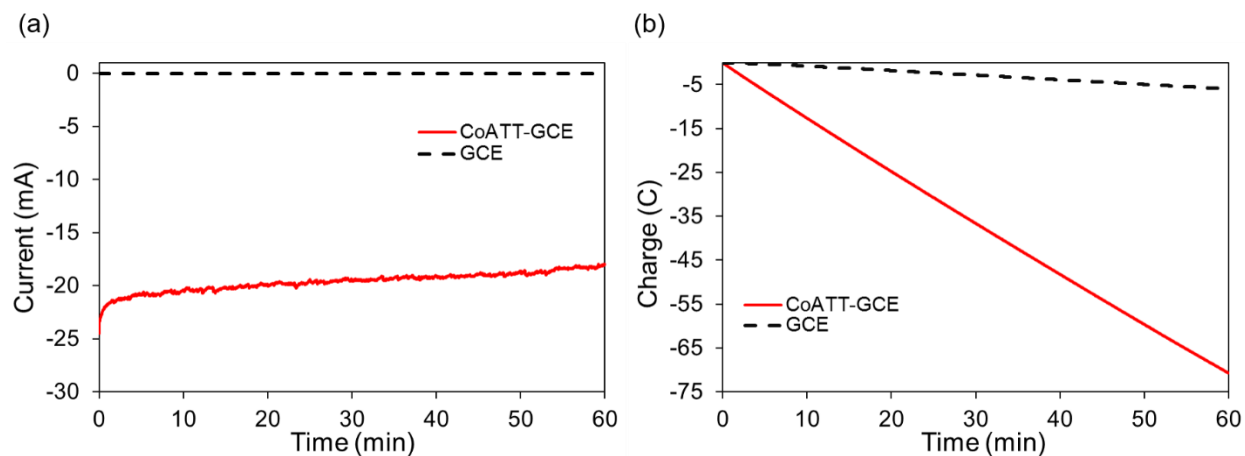 (a)
0
-5
-10
-15
-20
-25
-30
Current (mA)
CoATT-GCE
GCE
0 10 20 30 40 50 60
Time (min)
(b)
-5
-15
-25
-35
-45
-55
-65
-75
Charge (C)
CoATT-GCE
GCE
0 10 20 30 40 50 60
Time (min)